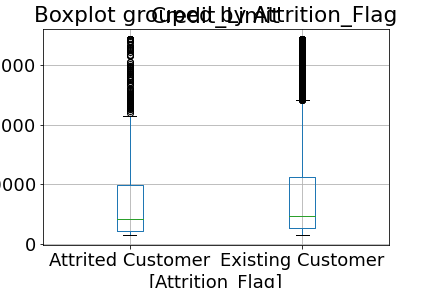 Boxplot grouped by Attrition_Flag
Credit_Limit
0000
0000
0000
0
Attrited Customer Existing Customer
[Attrition_Flag]